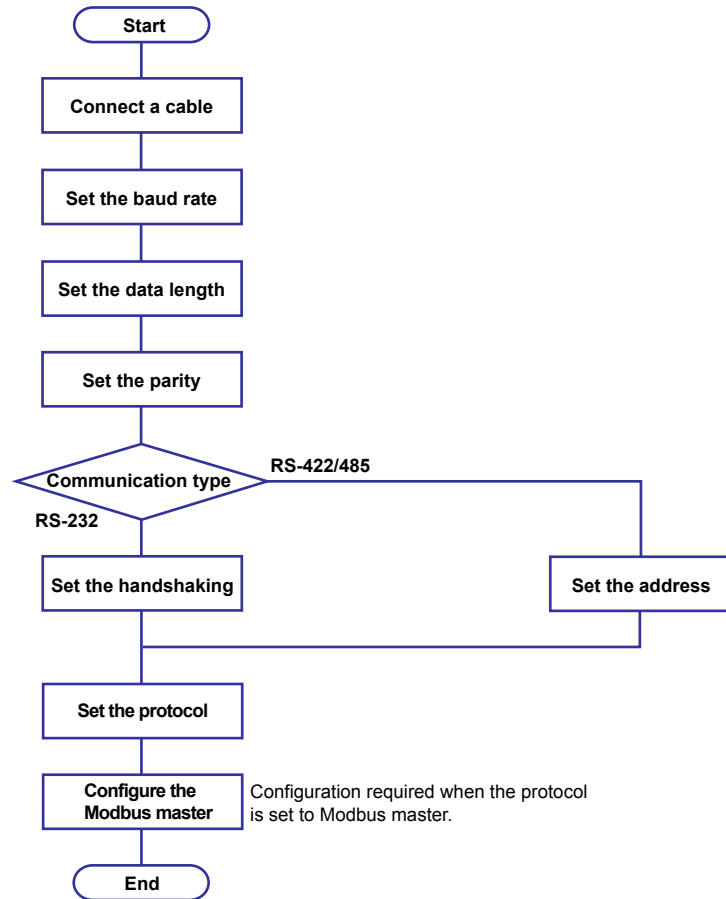 Start
Connect a cable
Set the baud rate
Set the data length
Set the parity
RS-422/485
Communication type
RS-232
Set the handshaking
Set the address
Set the protocol
Configure the
Modbus master
Configuration required when the protocol
is set to Modbus master.
End